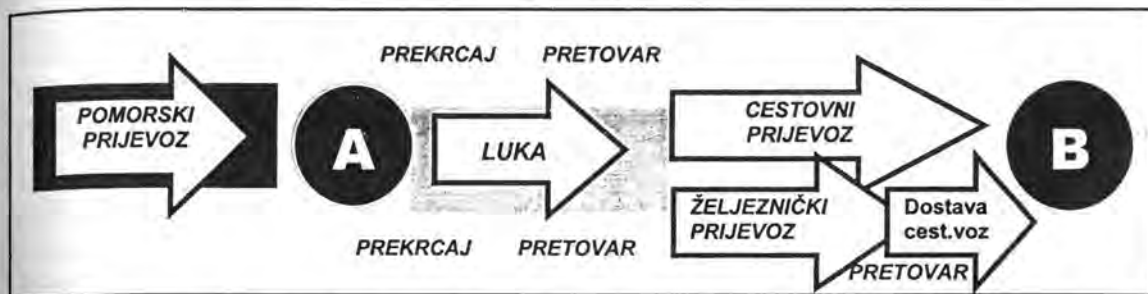 PREKRCAJ PRETOVAR
POMORSKI
PRIJEVOZ
A
LUKA
CESTOVNI
PRIJEVOZ
B
ŽELJEZNIČKI
PRIJEVOZ
Dostava
cest.voz
PREKRCAJ PRETOVAR
PRETOVAR